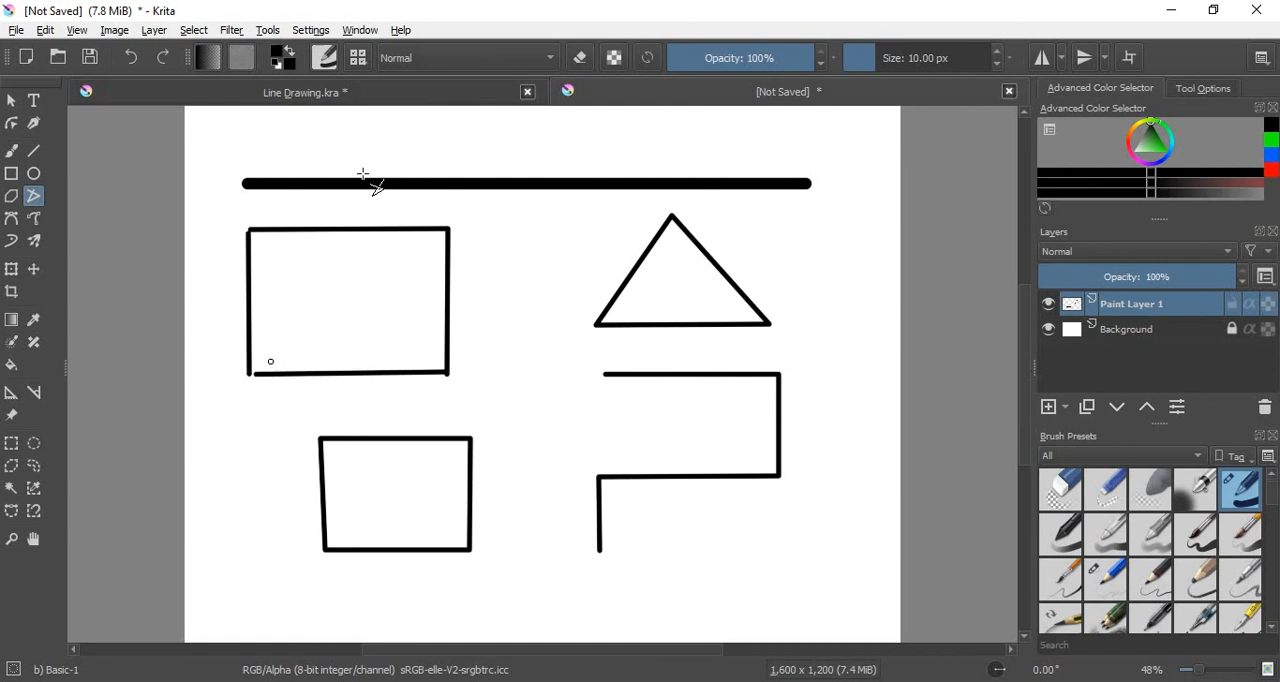 [Not Saved] (7.8 MiB) * - Krita
File Edit View Image Layer Select Filter Tools Settings Window Help
Normal Opacity: 100% Size: 10.00 px
Line Drawing.kra * [Not Saved] *
Advanced Color Selector Tool Options
Advanced Color Selector
Layers
Normal
Opacity: 100%
Paint Layer 1
Background
Brush Presets
All Tag
Search
b) Basic-1 RGB/Alpha (8-bit integer/channel) sRGB-elle-V2-srgbtrc.icc 1,600 x 1,200 (7.4 MiB) 0.00° 48%